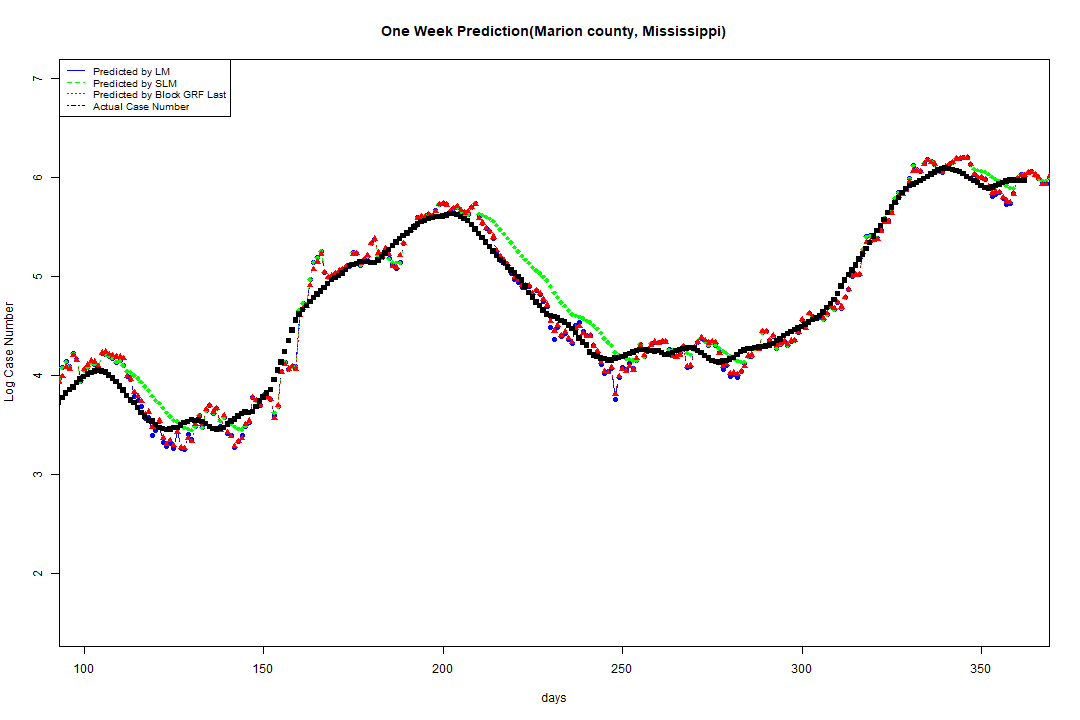 One Week Prediction(Marion county, Mississippi)
Predicted by LM
Predicted by SLM
Predicted by Block GRF Last
Actual Case Number
7
6
5
4
3
2
Log Case Number
100 150 200 250 300 350
days